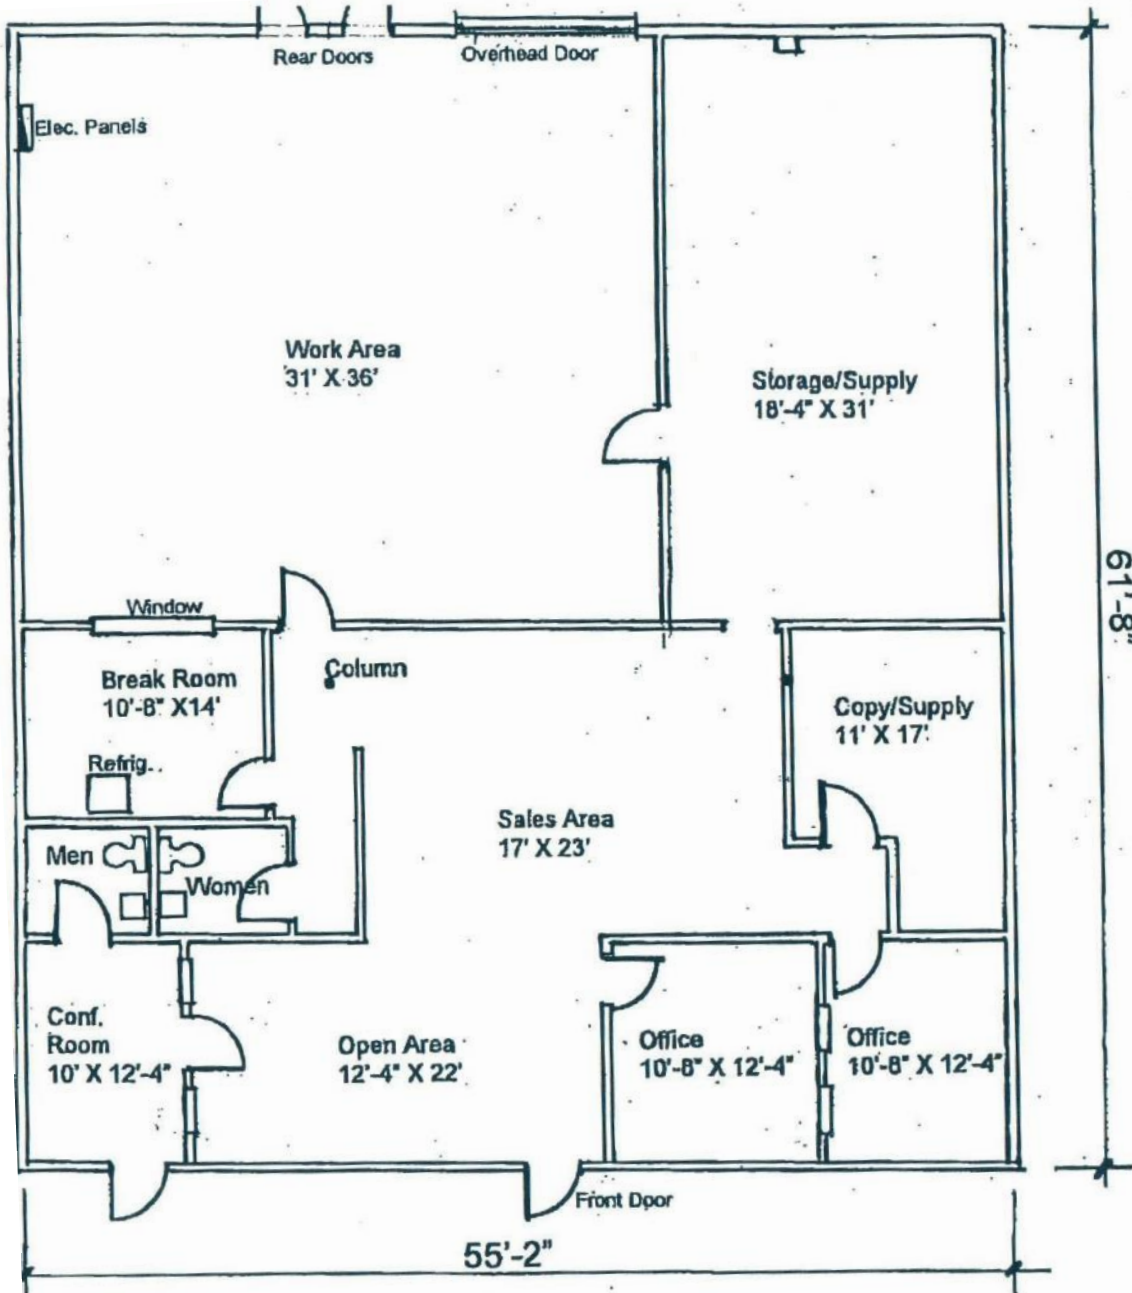 Rear Doors
Overhead Door
Elec. Panels
Work Area
31' X 36'
Storage/Supply
18'-4" X 31'
61'-8"
Window
Break Room
10'-8" X14'
Refrig.
Column
Copy/Supply
11' X 17'
Sales Area
17' X 23'
Men
Women
Conf.
Room
10' X 12'-4"
Open Area
12'-4" X 22'
Office
10'-8" X 12'-4"
Office
10'-8" X 12'-4"
Front Door
55'-2"